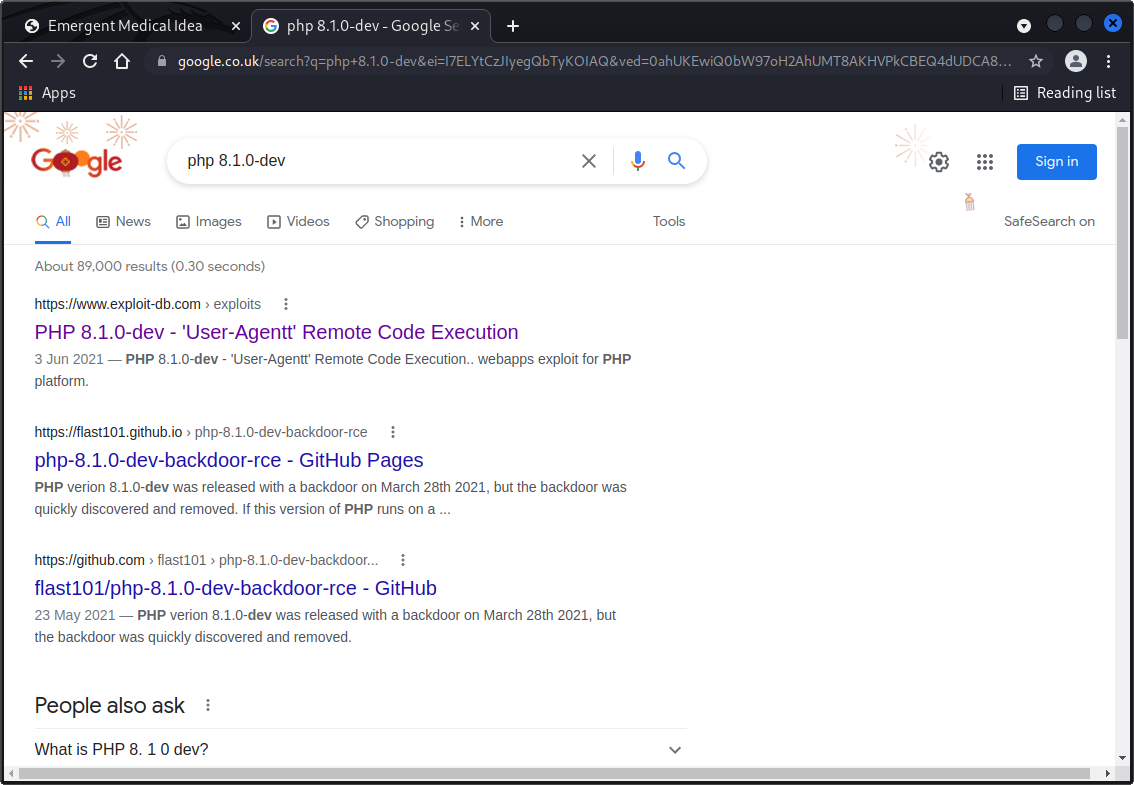 Emergent Medical Idea
php 8.1.0-dev - Google Se
google.co.uk/search?q=php+8.1.0-dev&ei=I7ELYtCzJIyegQbTyKOIAQ&ved=0ahUKEwiQ0bW97oH2AhUMT8AKHVPkCBEQ4dUDCA8...
Apps
Reading list
Google
php 8.1.0-dev
Sign in
All News Images Videos Shopping More Tools SafeSearch on
About 89,000 results (0.30 seconds)
https://www.exploit-db.com › exploits
PHP 8.1.0-dev - 'User-Agentt' Remote Code Execution
3 Jun 2021 — PHP 8.1.0-dev - 'User-Agentt' Remote Code Execution.. webapps exploit for PHP
platform.
https://flast101.github.io › php-8.1.0-dev-backdoor-rce
php-8.1.0-dev-backdoor-rce - GitHub Pages
PHP verion 8.1.0-dev was released with a backdoor on March 28th 2021, but the backdoor was
quickly discovered and removed. If this version of PHP runs on a ...
https://github.com › flast101 › php-8.1.0-dev-backdoor...
flast101/php-8.1.0-dev-backdoor-rce - GitHub
23 May 2021 — PHP verion 8.1.0-dev was released with a backdoor on March 28th 2021, but
the backdoor was quickly discovered and removed.
People also ask
What is PHP 8. 1 0 dev?